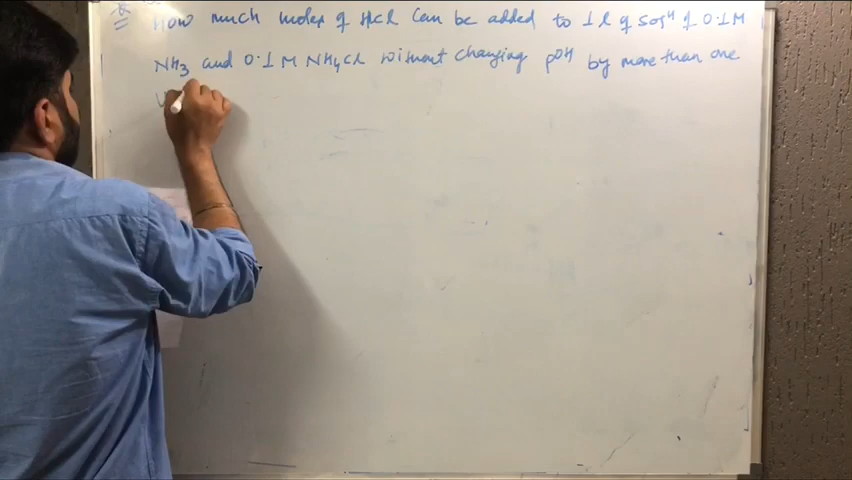 How much moles of HCl can be added to 1 l of solⁿ of 0.1M
NH₃ and 0.1 M NH₄Cl without changing pOH by more than one